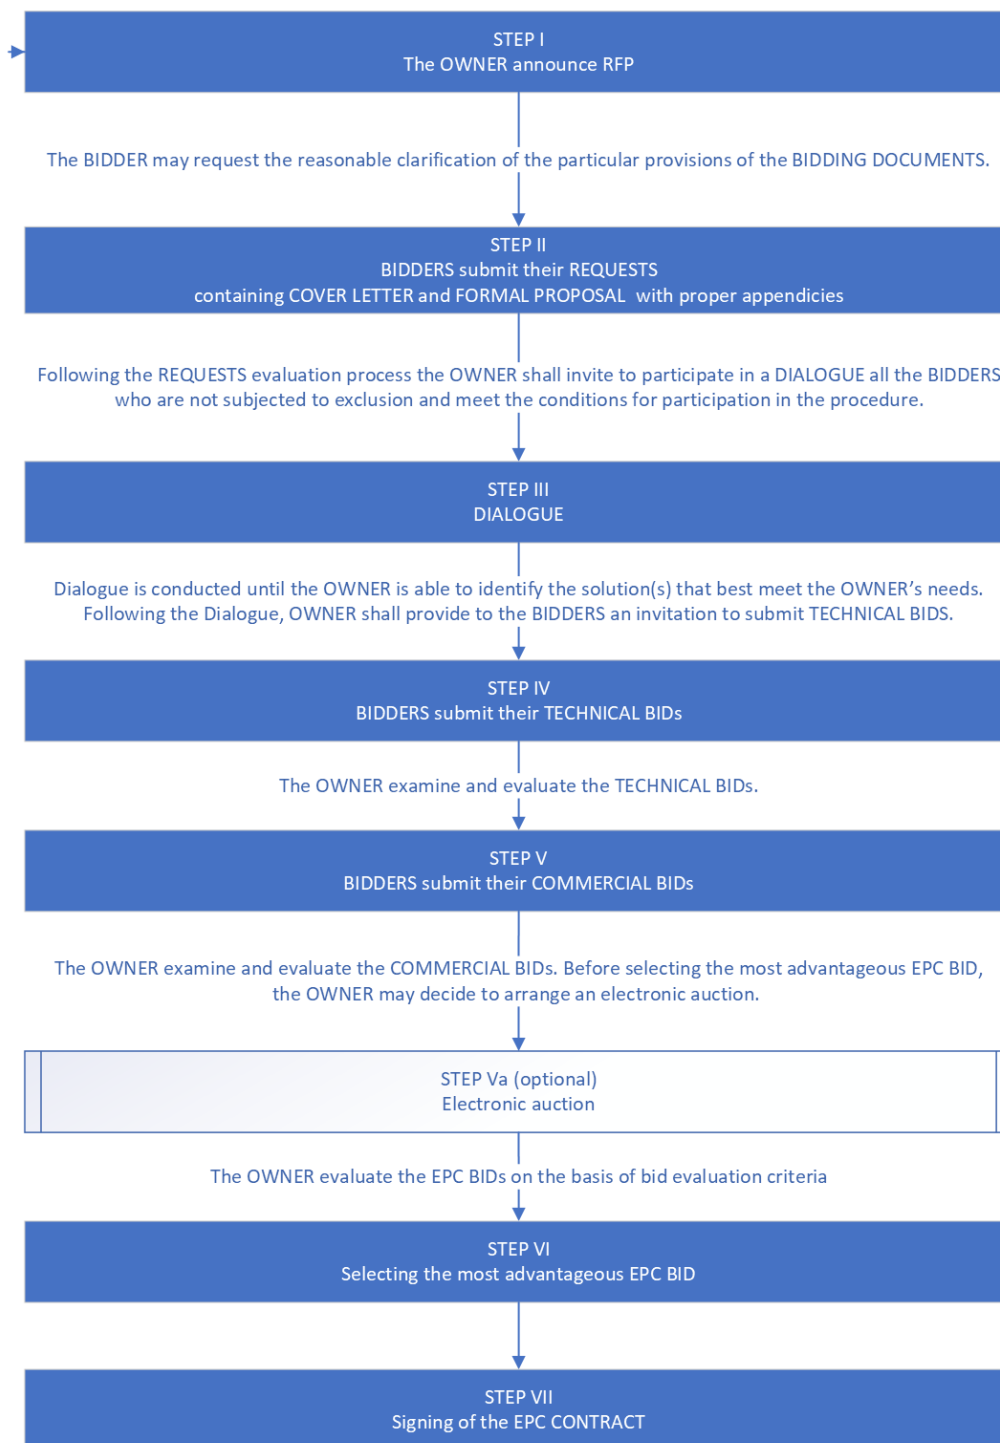 STEP I
The OWNER announce RFP
The BIDDER may request the reasonable clarification of the particular provisions of the BIDDING DOCUMENTS.
STEP II
BIDDERS submit their REQUESTS
containing COVER LETTER and FORMAL PROPOSAL with proper appendicies
Following the REQUESTS evaluation process the OWNER shall invite to participate in a DIALOGUE all the BIDDERS
who are not subjected to exclusion and meet the conditions for participation in the procedure.
STEP III
DIALOGUE
Dialogue is conducted until the OWNER is able to identify the solution(s) that best meet the OWNER’s needs.
Following the Dialogue, OWNER shall provide to the BIDDERS an invitation to submit TECHNICAL BIDS.
STEP IV
BIDDERS submit their TECHNICAL BIDs
The OWNER examine and evaluate the TECHNICAL BIDs.
STEP V
BIDDERS submit their COMMERCIAL BIDs
The OWNER examine and evaluate the COMMERCIAL BIDs. Before selecting the most advantageous EPC BID,
the OWNER may decide to arrange an electronic auction.
STEP Va (optional)
Electronic auction
The OWNER evaluate the EPC BIDs on the basis of bid evaluation criteria
STEP VI
Selecting the most advantageous EPC BID
STEP VII
Signing of the EPC CONTRACT